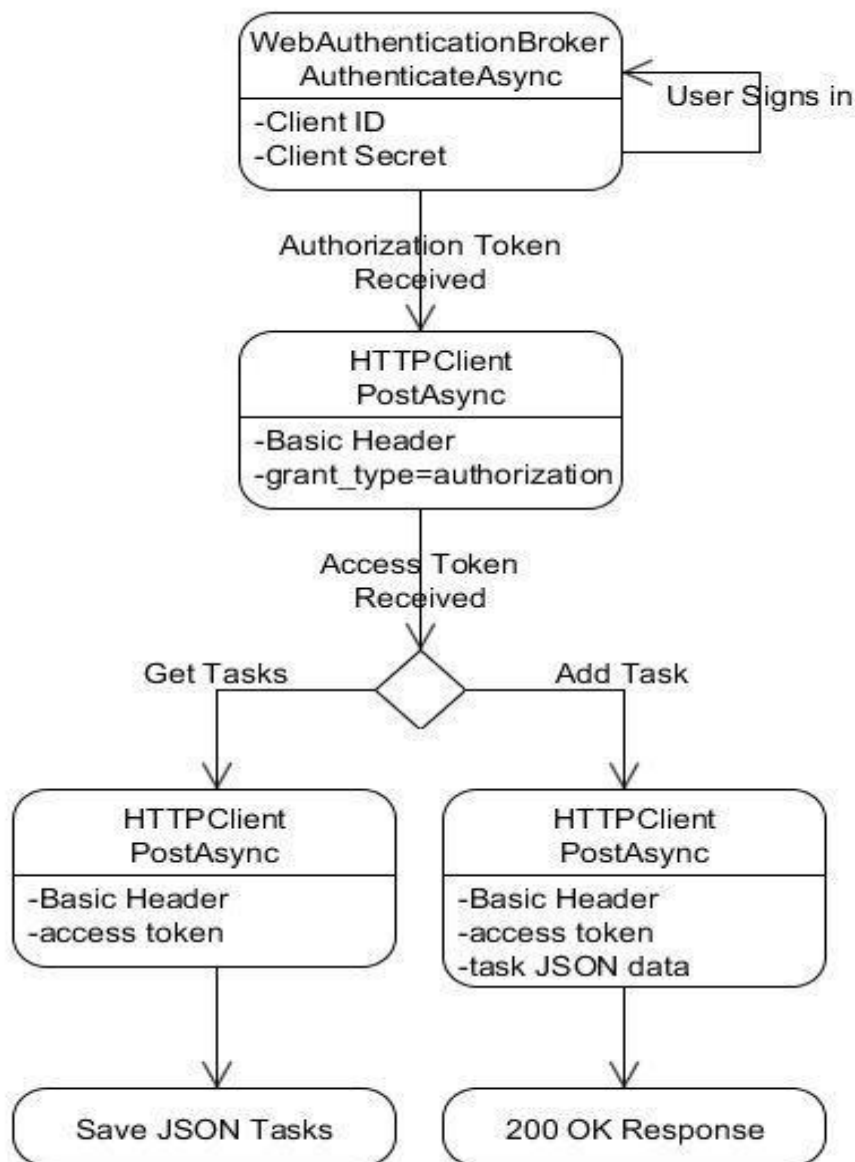 WebAuthenticationBroker
AuthenticateAsync
-Client ID
-Client Secret
User Signs in
Authorization Token
Received
HTTPClient
PostAsync
-Basic Header
-grant_type=authorization
Access Token
Received
Get Tasks
Add Task
HTTPClient
PostAsync
-Basic Header
-access token
HTTPClient
PostAsync
-Basic Header
-access token
-task JSON data
Save JSON Tasks
200 OK Response